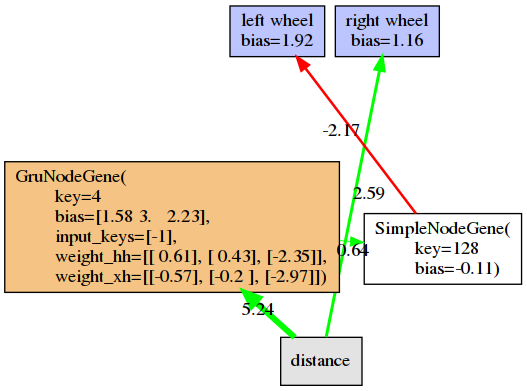 left wheel
bias=1.92
right wheel
bias=1.16
-2.17
2.59
GruNodeGene(
key=4
bias=[1.58 3.   2.23],
input_keys=[-1],
weight_hh=[[ 0.61], [ 0.43], [-2.35]],
weight_xh=[[-0.57], [-0.2 ], [-2.97]])
0.64
SimpleNodeGene(
key=128
bias=-0.11)
5.24
distance